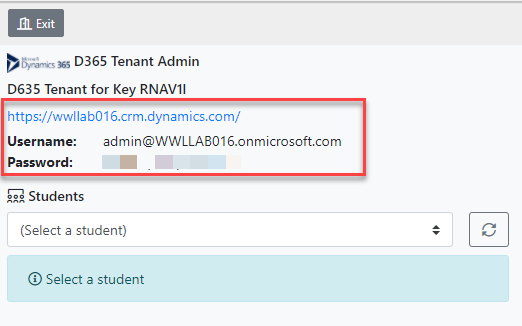 Exit
Microsoft
Dynamics 365 D365 Tenant Admin
D635 Tenant for Key RNAV1I
https://wwllab016.crm.dynamics.com/
Username: admin@WWLLAB016.onmicrosoft.com
Password:
Students
(Select a student)
Select a student